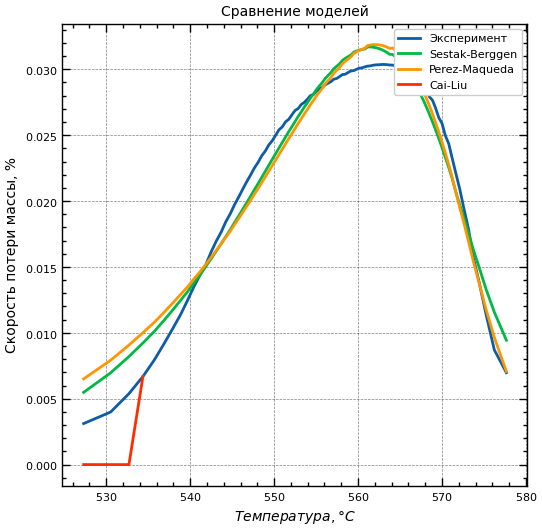 Сравнение моделей
Эксперимент
Sestak-Berggen
Perez-Maqueda
Cai-Liu
Скорость потери массы, %
0.030
0.025
0.020
0.015
0.010
0.005
0.000
530 540 550 560 570 580
Температура, °C